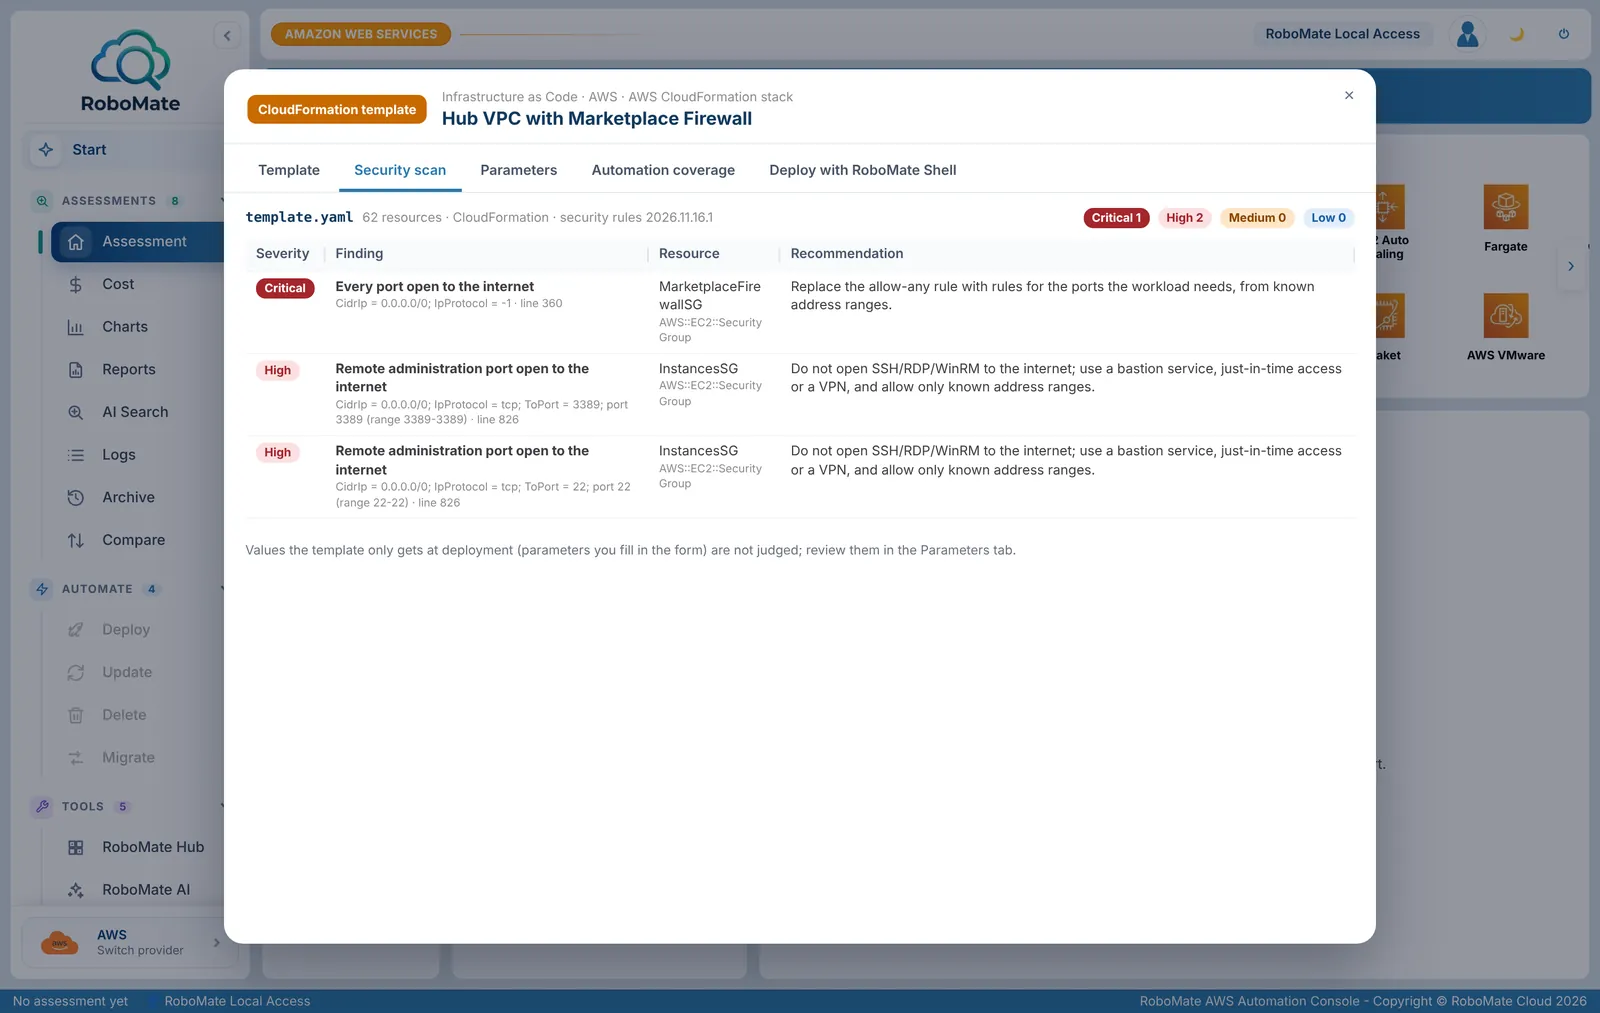 AMAZON WEB SERVICES
RoboMate Local Access
RoboMate
Start
ASSESSMENTS 8
Assessment
Cost
Charts
Reports
AI Search
Logs
Archive
Compare
AUTOMATE 4
Deploy
Update
Delete
Migrate
TOOLS 5
RoboMate Hub
RoboMate AI
aws
AWS
Switch provider
CloudFormation template
Infrastructure as Code · AWS · AWS CloudFormation stack
Hub VPC with Marketplace Firewall
Template Security scan Parameters Automation coverage Deploy with RoboMate Shell
template.yaml 62 resources · CloudFormation · security rules 2026.11.16.1
Critical 1 High 2 Medium 0 Low 0
Severity Finding Resource Recommendation
Critical
Every port open to the internet
CidrIp = 0.0.0.0/0; IpProtocol = -1 · line 360
MarketplaceFire
wallSG
AWS::EC2::Security
Group
Replace the allow-any rule with rules for the ports the workload needs, from known
address ranges.
High
Remote administration port open to the
internet
CidrIp = 0.0.0.0/0; IpProtocol = tcp; ToPort = 3389; port
3389 (range 3389-3389) · line 826
InstancesSG
AWS::EC2::Security
Group
Do not open SSH/RDP/WinRM to the internet; use a bastion service, just-in-time access
or a VPN, and allow only known address ranges.
High
Remote administration port open to the
internet
CidrIp = 0.0.0.0/0; IpProtocol = tcp; ToPort = 22; port 22
(range 22-22) · line 826
InstancesSG
AWS::EC2::Security
Group
Do not open SSH/RDP/WinRM to the internet; use a bastion service, just-in-time access
or a VPN, and allow only known address ranges.
Values the template only gets at deployment (parameters you fill in the form) are not judged; review them in the Parameters tab.
2 Auto
aling
Fargate
aket
AWS VMware
rt.
No assessment yet
RoboMate Local Access
RoboMate AWS Automation Console - Copyright © RoboMate Cloud 2026